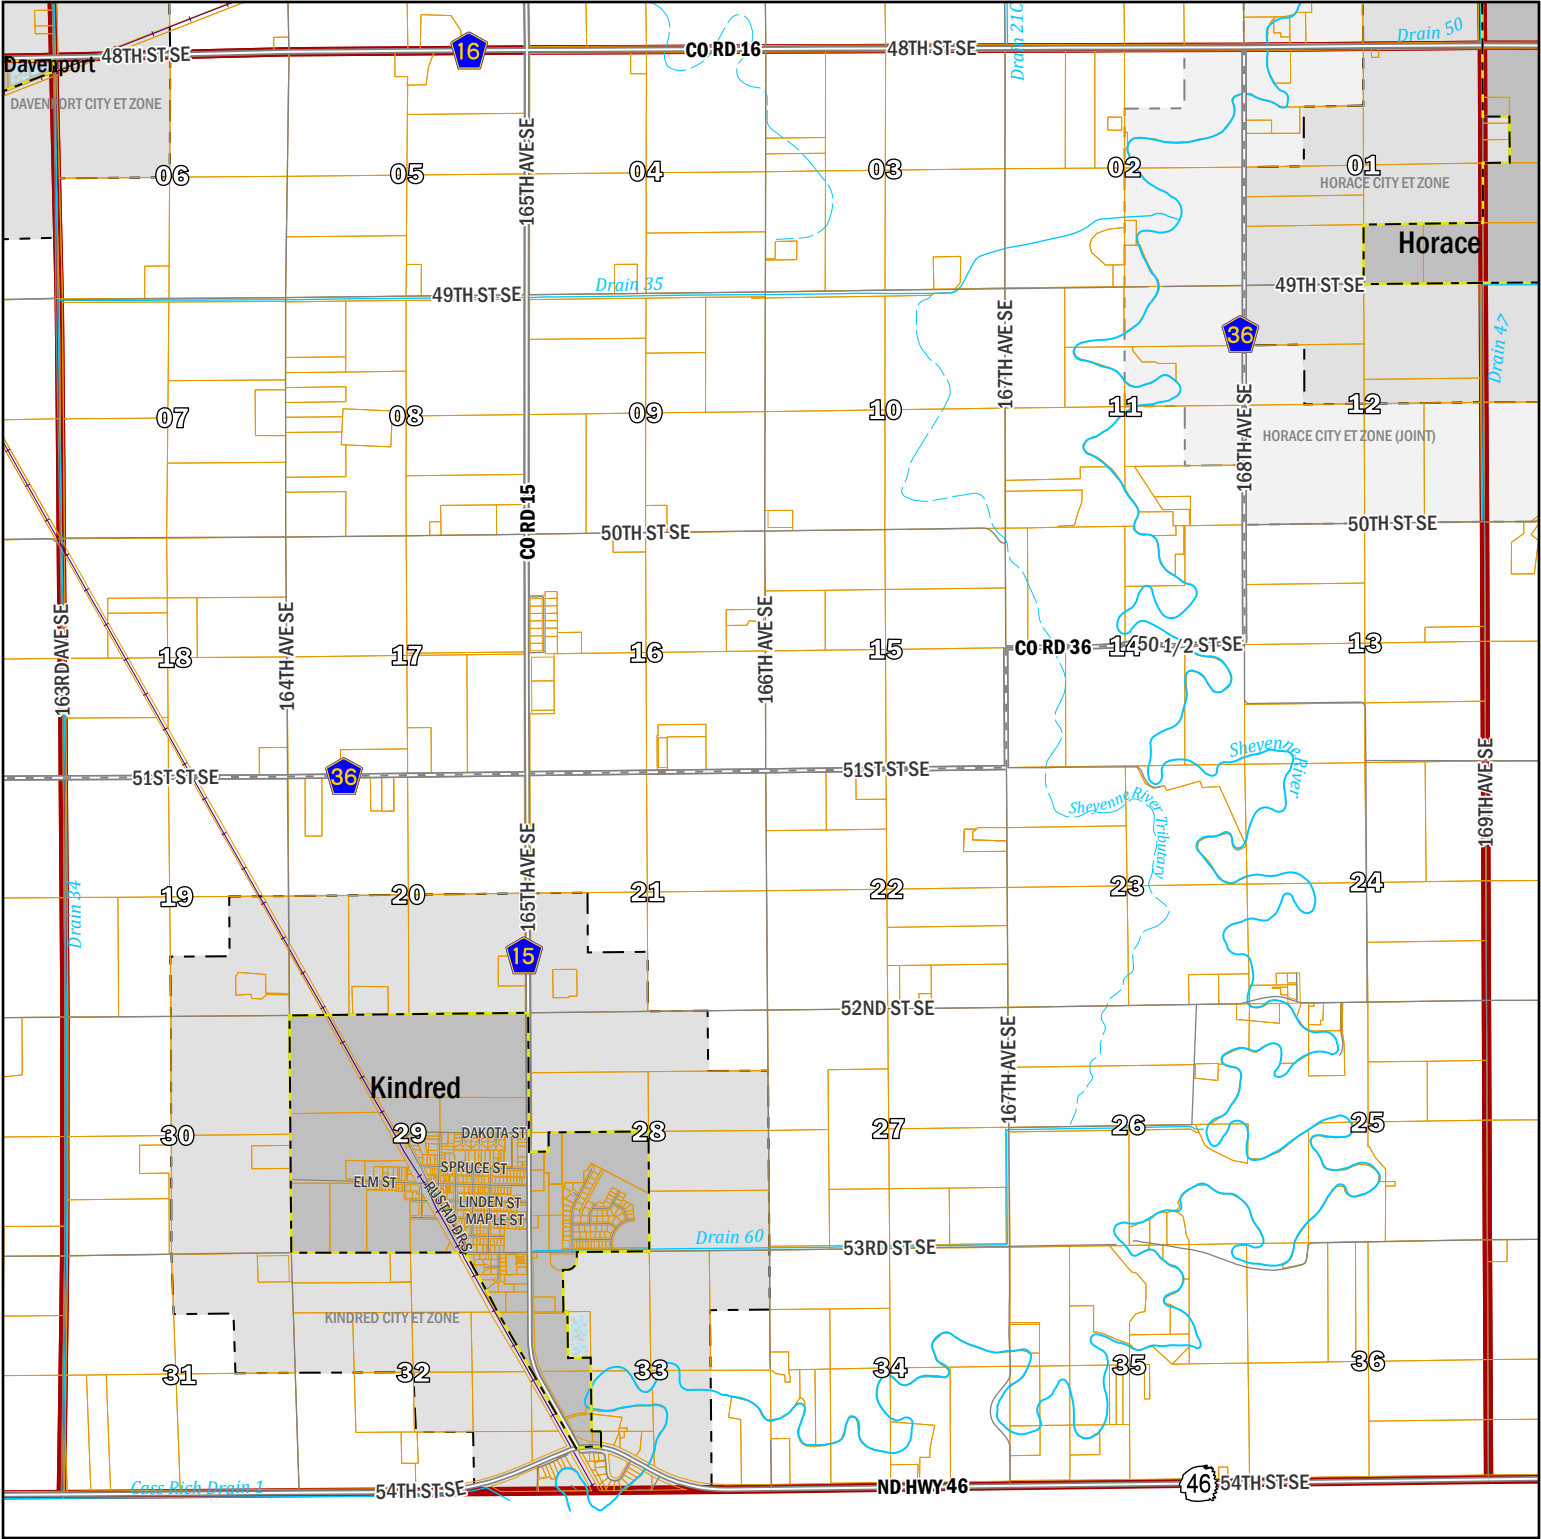 Drain 21C
Drain 50
16
CO RD 16
48TH ST SE
48TH ST SE
Davenport
DAVENPORT CITY ET ZONE
165TH AVE SE
06
05
04
03
02
01
HORACE CITY ET ZONE
Horace
Drain 35
49TH ST SE
49TH ST SE
36
167TH AVE SE
Drain 47
07
08
09
10
11
12
168TH AVE SE
HORACE CITY ET ZONE (JOINT)
CO RD 15
50TH ST SE
50TH ST SE
163RD AVE SE
164TH AVE SE
166TH AVE SE
18
17
16
15
CO RD 36
14
50 1/2 ST SE
13
Sheyenne River
169TH AVE SE
51ST ST SE
36
51ST ST SE
Sheyenne River Tributary
165TH AVE SE
19
20
21
22
23
24
Drain 34
15
52ND ST SE
167TH AVE SE
Kindred
30
29
DAKOTA ST
28
27
26
25
SPRUCE ST
ELM ST
RUSTAD DR S
LINDEN ST
MAPLE ST
Drain 60
53RD ST SE
KINDRED CITY ET ZONE
31
32
33
34
35
36
Cass Rich Drain 1
54TH ST SE
ND HWY 46
46
54TH ST SE